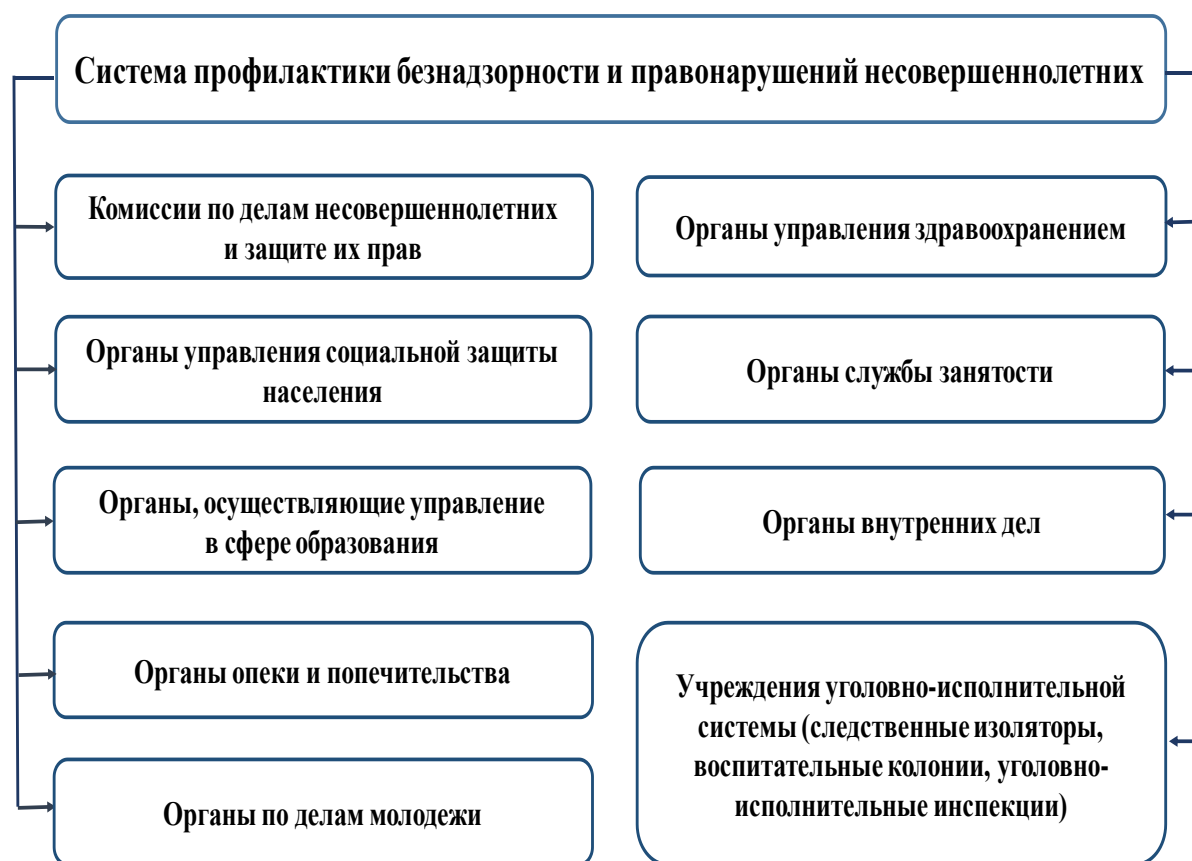 Система профилактики безнадзорности и правонарушений несовершеннолетних
Комиссии по делам несовершеннолетних
и защите их прав
Органы управления социальной защиты
населения
Органы, осуществляющие управление
в сфере образования
Органы опеки и попечительства
Органы по делам молодежи
Органы управления здравоохранением
Органы службы занятости
Органы внутренних дел
Учреждения уголовно-исполнительной
системы (следственные изоляторы,
воспитательные колонии, уголовно-
исполнительные инспекции)